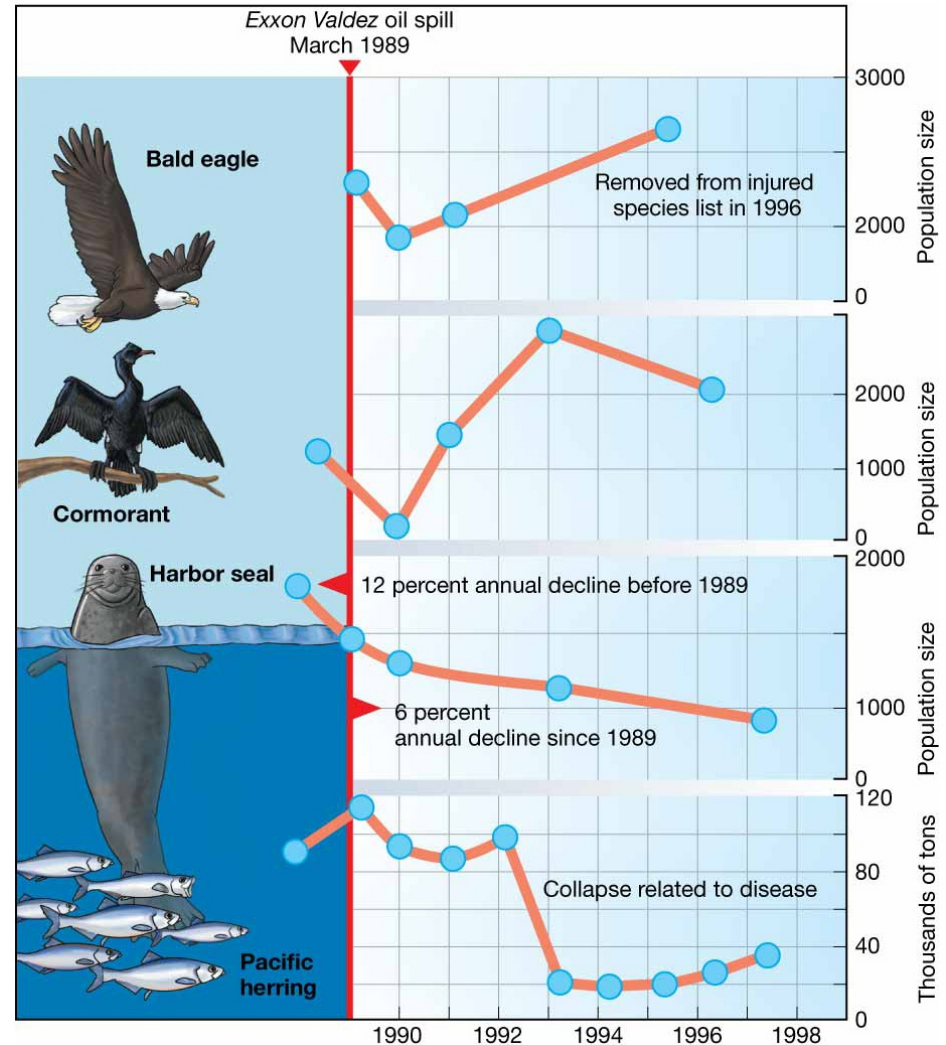 Exxon Valdez oil spill
March 1989
3000
Bald eagle
Removed from injured
species list in 1996
2000
0
Population size
2000
1000
0
Population size
Cormorant
2000
Harbor seal
12 percent annual decline before 1989
6 percent
annual decline since 1989
1000
0
Population size
120
80
Collapse related to disease
40
0
Thousands of tons
Pacific
herring
1990 1992 1994 1996 1998